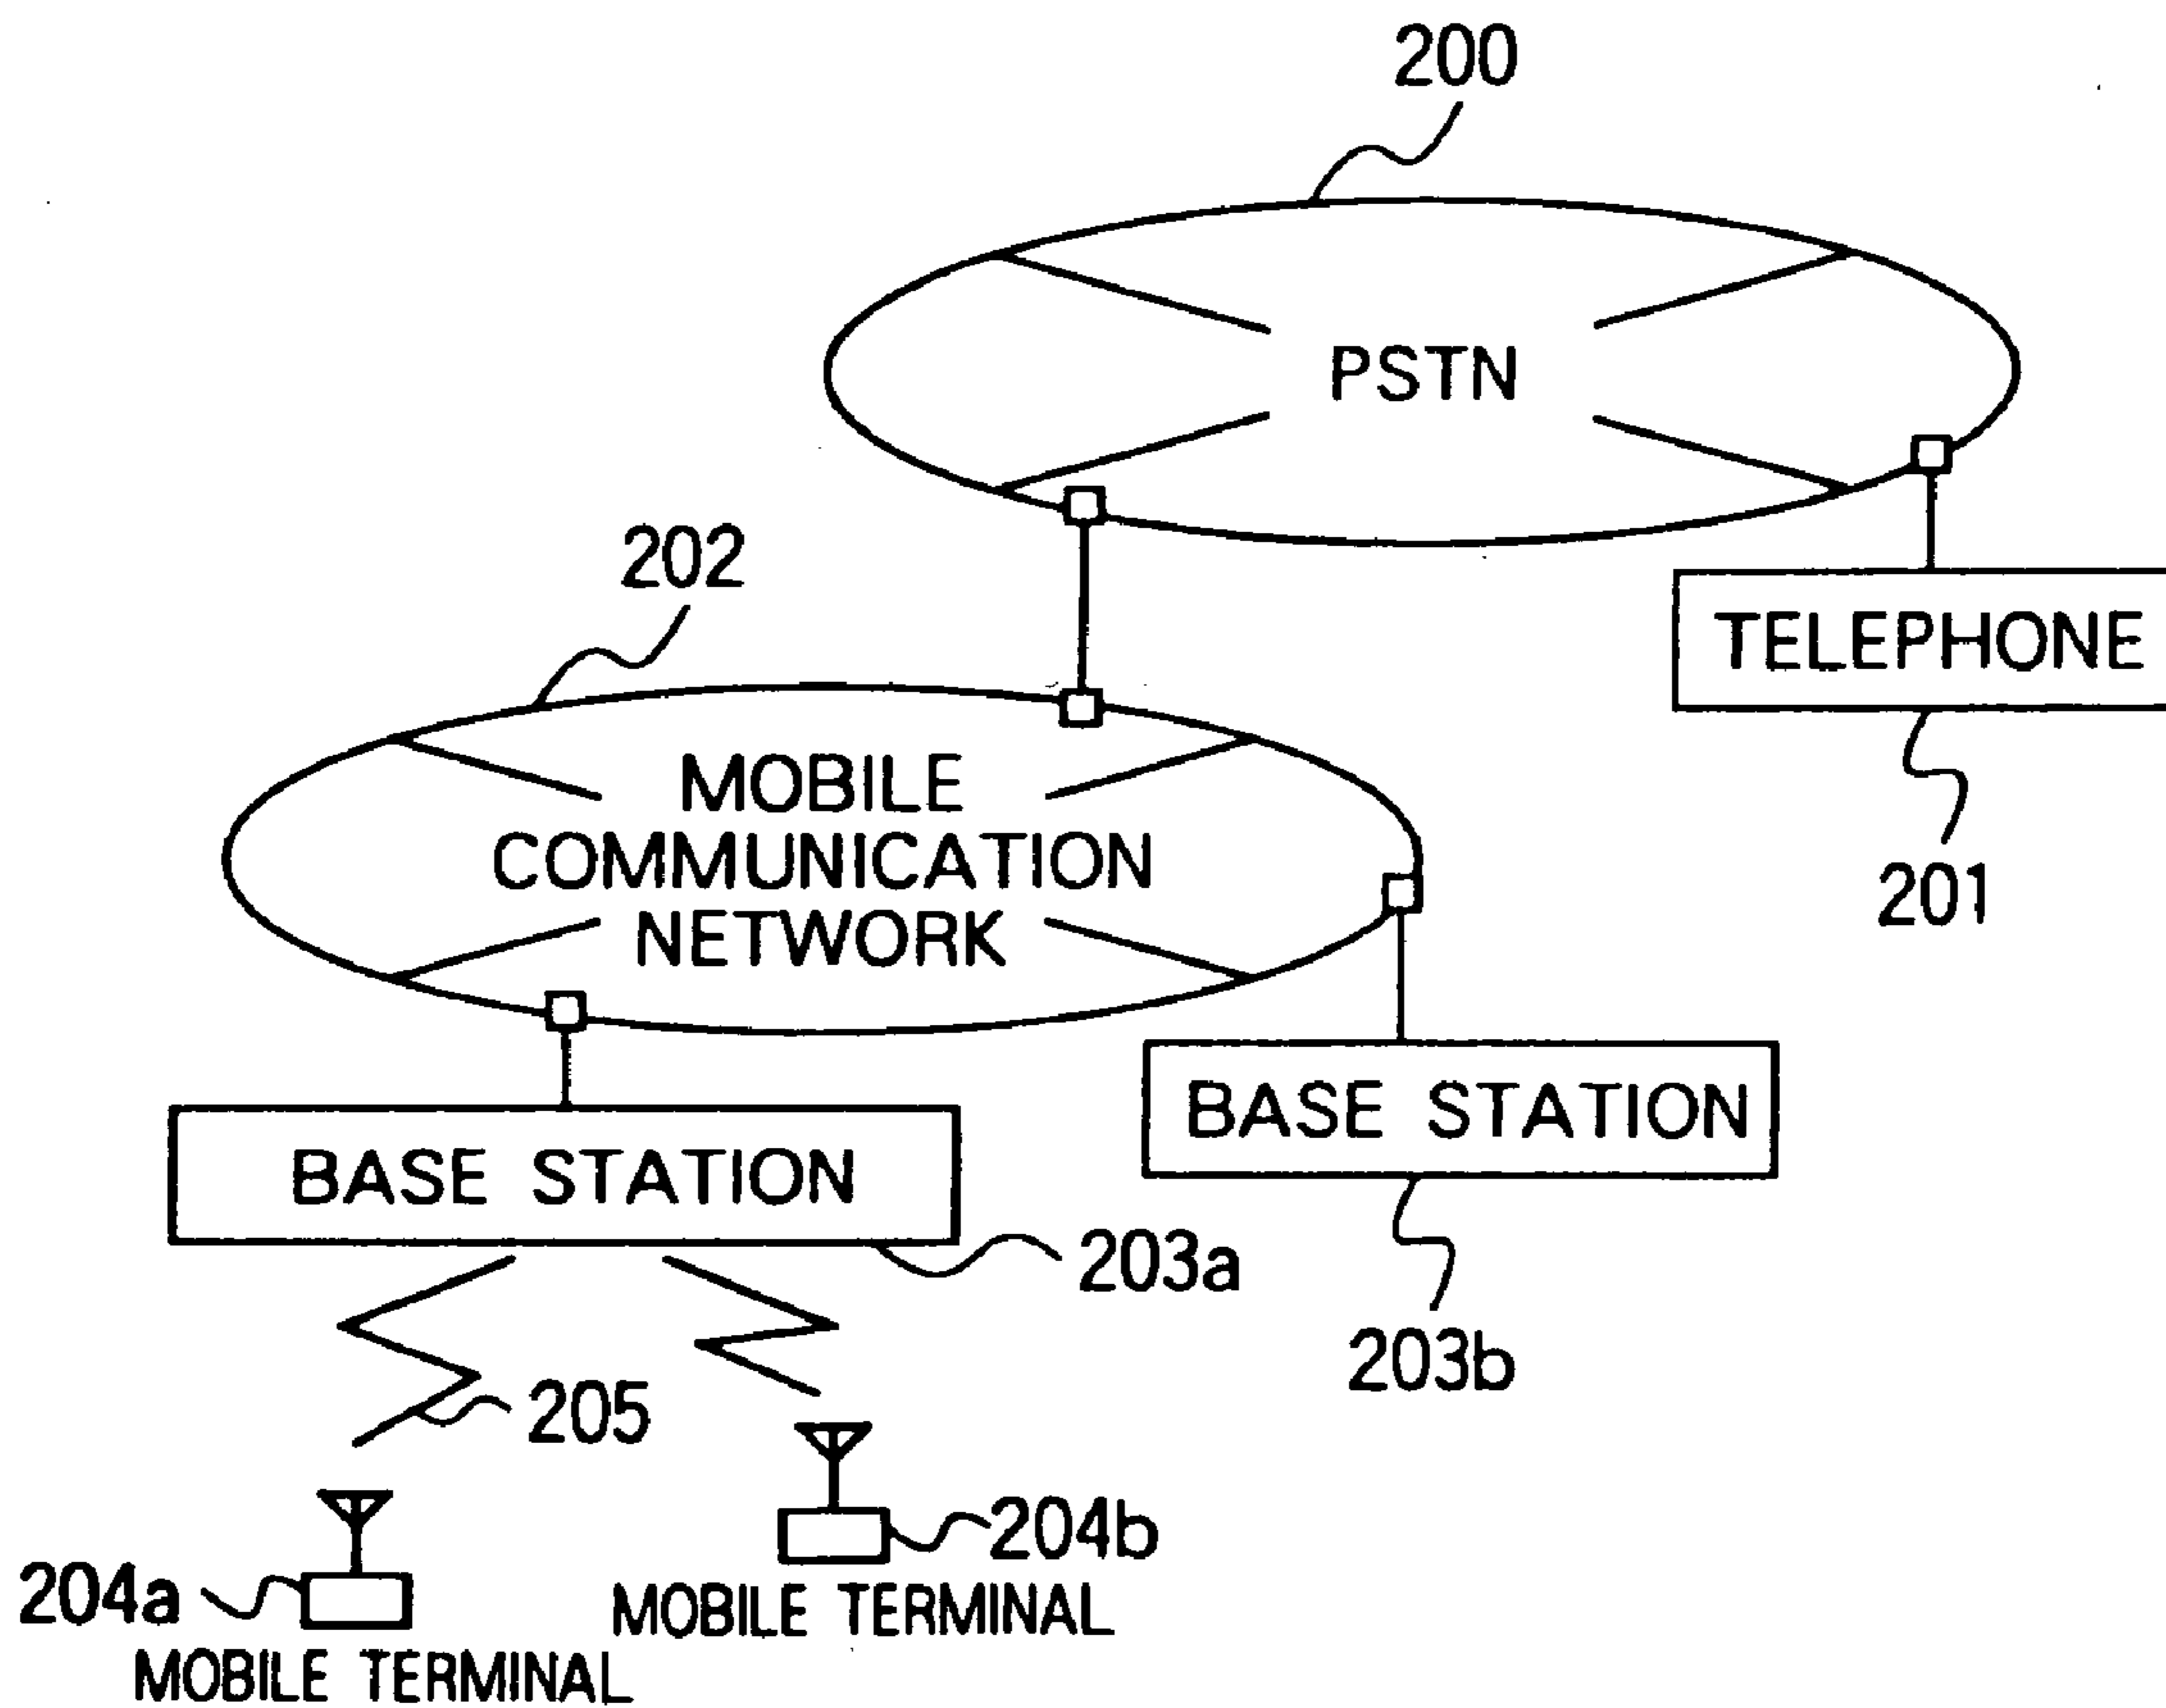 200
PSTN
202
TELEPHONE
MOBILE
COMMUNICATION
NETWORK
201
BASE STATION
BASE STATION
203a
203b
205
204b
204a
MOBILE TERMINAL
MOBILE TERMINAL